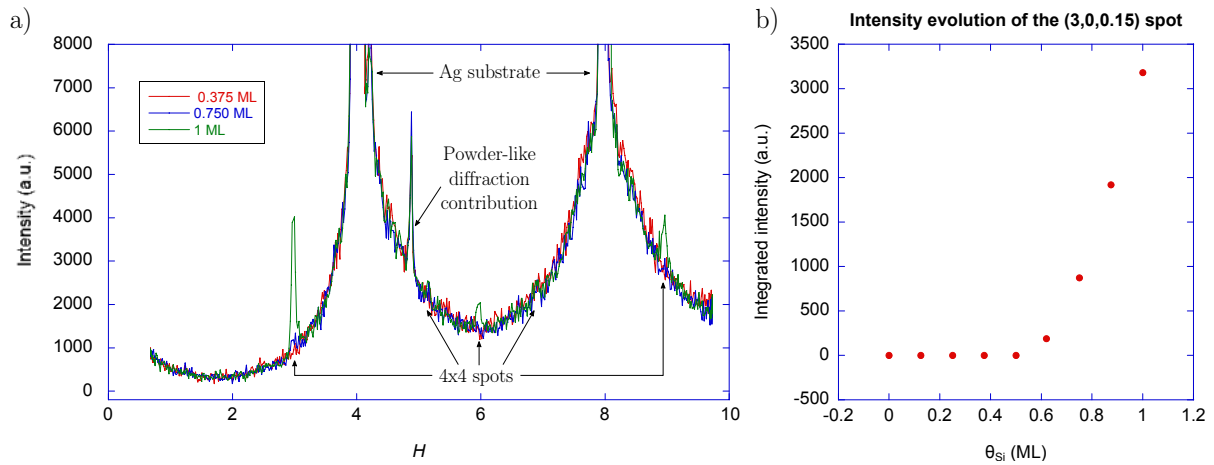 a)
8000
7000
6000
5000
4000
3000
2000
1000
0
Intensity (a.u.)
0.375 ML
0.750 ML
1 ML
Ag substrate
Powder-like
diffraction
contribution
4x4 spots
0 2 4 6 8 10
H
b)
Intensity evolution of the (3,0,0.15) spot
3500
3000
2500
2000
1500
1000
500
0
-500
Integrated intensity (a.u.)
-0.2 0 0.2 0.4 0.6 0.8 1 1.2
θSi (ML)